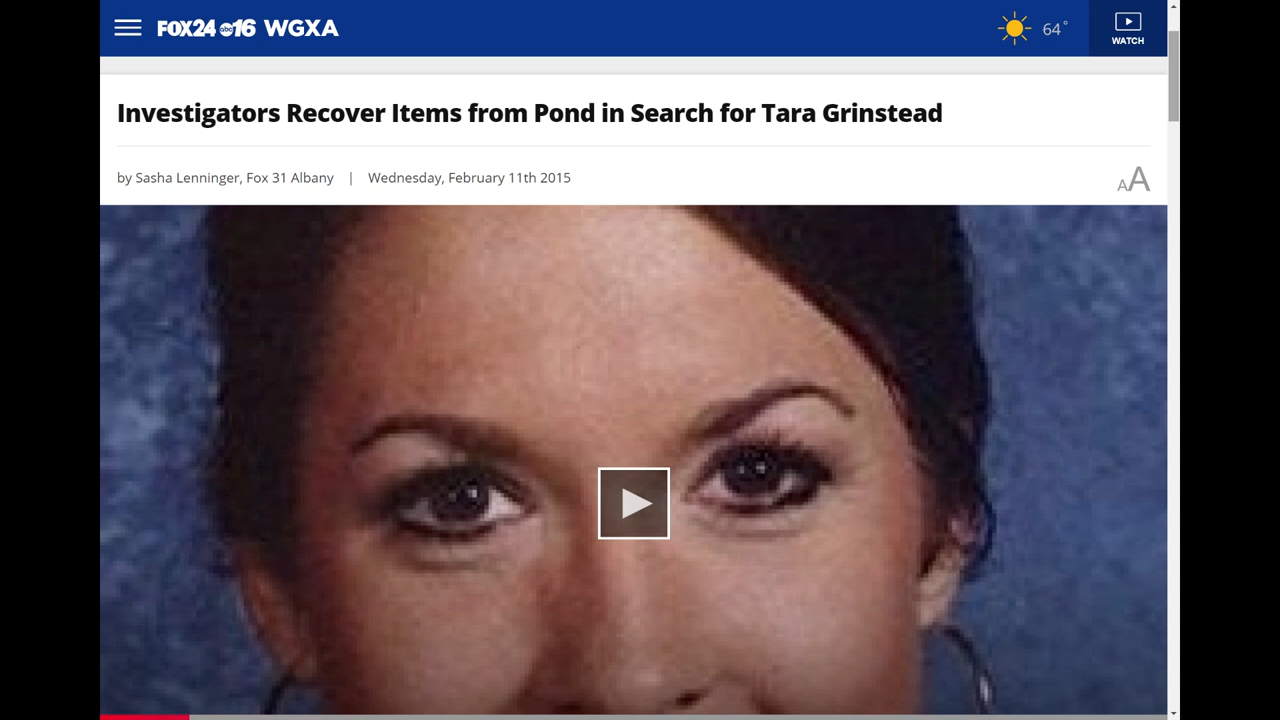 FOX24 abc16 WGXA
64°
WATCH
Investigators Recover Items from Pond in Search for Tara Grinstead
by Sasha Lenninger, Fox 31 Albany | Wednesday, February 11th 2015
AA